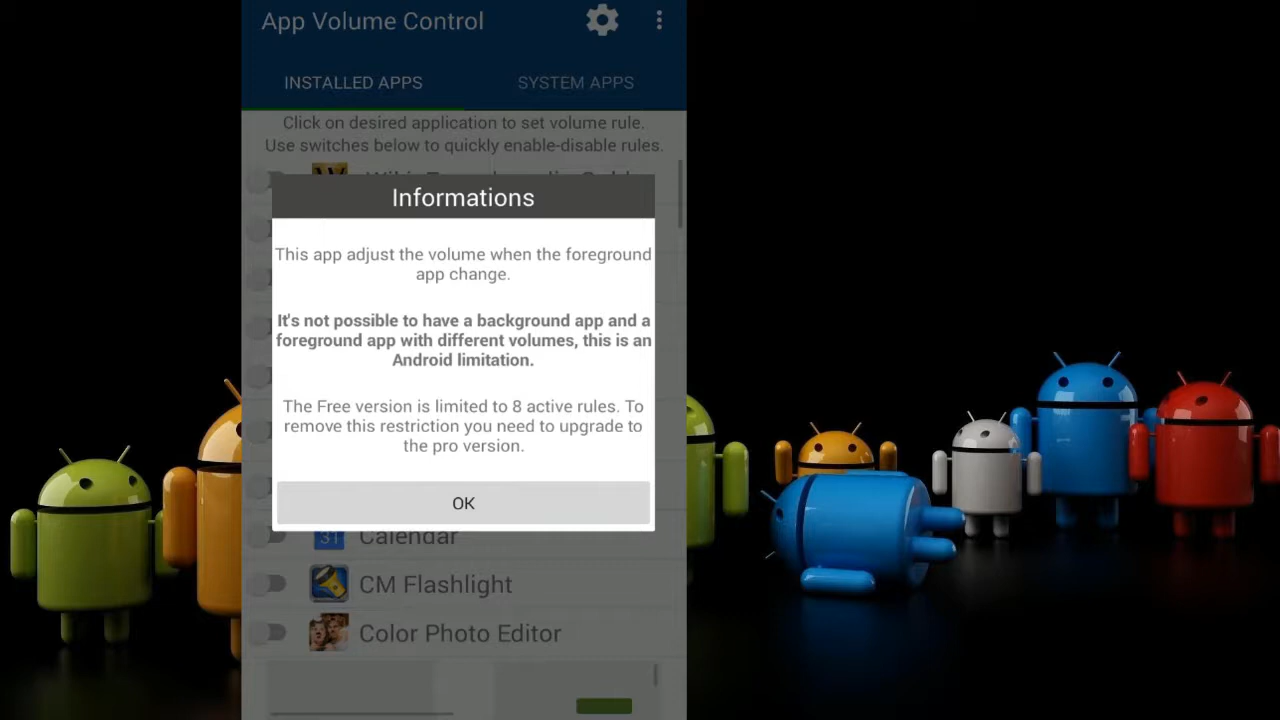 App Volume Control
INSTALLED APPS
SYSTEM APPS
Click on desired application to set volume rule.
Use switches below to quickly enable-disable rules.
Informations
This app adjust the volume when the foreground
app change.
It's not possible to have a background app and a
foreground app with different volumes, this is an
Android limitation.
The Free version is limited to 8 active rules. To
remove this restriction you need to upgrade to
the pro version.
OK
31
Calendar
CM Flashlight
Color Photo Editor